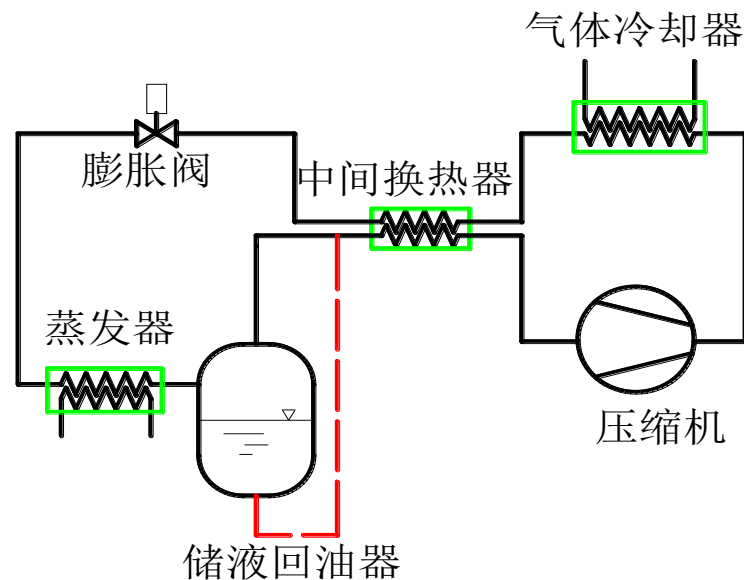 气体冷却器
膨胀阀
中间换热器
蒸发器
压缩机
储液回油器